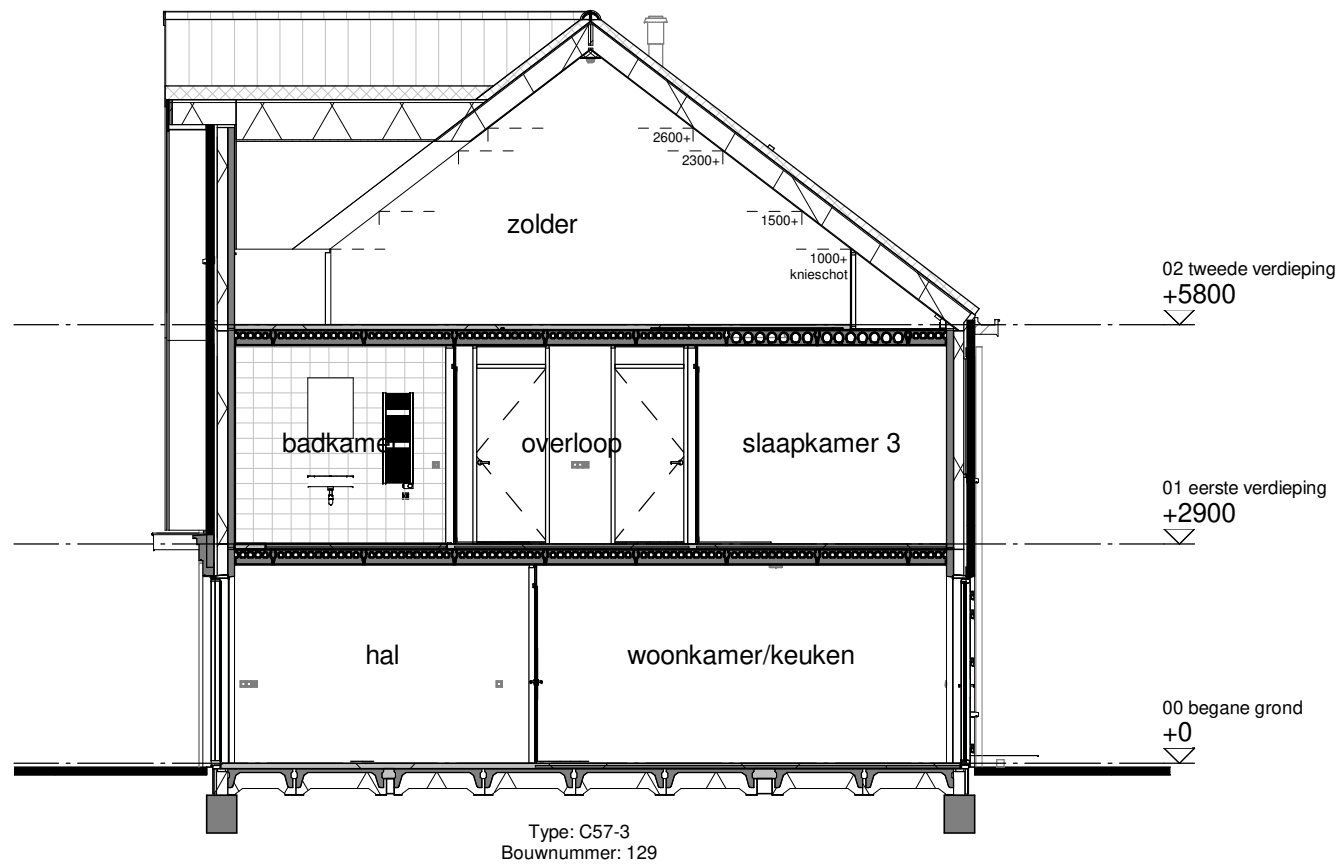 2600+
2300+
zolder
1500+
1000+
knieschot
02 tweede verdieping
+5800
badkame
overloop
slaapkamer 3
01 eerste verdieping
+2900
hal
woonkamer/keuken
00 begane grond
+0
Type: C57-3
Bouwnummer: 129